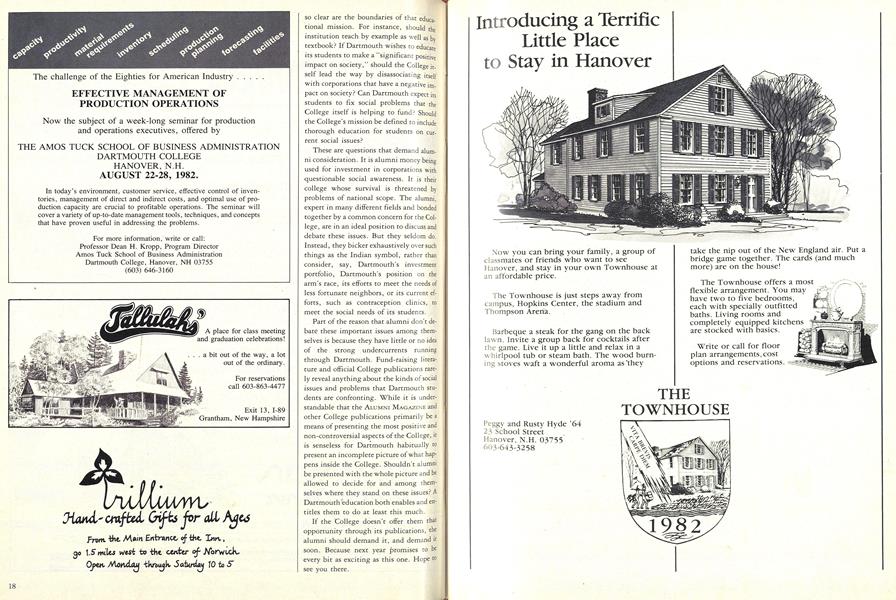 capacity
productivity
material
requirements
inventory
scheduling
production
planning
forecasting
facilities
The challenge of the Eighties for American Industry . . . . .
EFFECTIVE MANAGEMENT OF
PRODUCTION OPERATIONS
Now the subject of a week-long seminar for production
and operations executives, offered by
THE AMOS TUCK SCHOOL OF BUSINESS ADMINISTRATION
DARTMOUTH COLLEGE
HANOVER, N.H.
AUGUST 22-28, 1982.
In today's environment, customer service, effective control of inven-
tories, management of direct and indirect costs, and optimal use of pro-
duction capacity are crucial to profitable operations. The seminar will
cover a variety of up-to-date management tools, techniques, and concepts
that have proven useful in addressing the problems.
For more information, write or call:
Professor Dean H. Kropp, Program Director
Amos Tuck School of Business Administration
Dartmouth College, Hanover, NH 03755
(603) 646-3160
Tallulahs'
A place for class meeting
and graduation celebrations!
. . . a bit out of the way, a lot
out of the ordinary.
For reservations
call 603-863-4477
Exit 13, I-89
Grantham, New Hampshire
Trillium
Hand-crafted Gifts for all Ages
From the Main Entrance of the Inn,
go 1.5 miles west to the center of Norwich
Open Monday through Saturday 10 to 5
18
so clear are the boundaries of that educa-
tional mission. For instance, should the
institution teach by example as well as by
textbook? If Dartmouth wishes to educate
its students to make a "significant positive
impact on society," should the College it-
self lead the way by disassociating itself
with corporations that have a negative im-
pact on society? Can Dartmouth expect its
students to fix social problems that the
College itself is helping to fund? Should
the College's mission be defined to include
thorough education for students on cur-
rent social issues?
These are questions that demand alum-
ni consideration. It is alumni money being
used for investment in corporations with
questionable social awareness. It is their
college whose survival is threatened by
problems of national scope. The alumni,
expert in many different fields and bonded
together by a common concern for the Col-
lege, are in an ideal position to discuss and
debate these issues. But they seldom do.
Instead, they bicker exhaustively over such
things as the Indian symbol, rather than
consider, say, Dartmouth's investment
portfolio, Dartmouth's position on the
arm's race, its efforts to meet the needs of
less fortunate neighbors, or its current ef-
forts, such as contraception clinics, to
meet the social needs of its students.
Part of the reason that alumni don't de-
bate these important issues among them-
selves is because they have little or no idea
of the strong undercurrents running
through Dartmouth. Fund-raising litera-
ture and official College publications rare-
ly reveal anything about the kinds of social
issues and problems that Dartmouth stu-
dents are confronting. While it is under-
standable that the ALUMNI MAGAZINE and
other College publications primarily be a
means of presenting the most positive and
non-controversial aspects of the College, it
is senseless for Dartmouth habitually to
present an incomplete picture of what hap-
pens inside the College. Shouldn't alumni
be presented with the whole picture and be
allowed to decide for and among them-
selves where they stand on these issues? A
Dartmouth education both enables and en-
titles them to do at least this much.
If the College doesn't offer them that
opportunity through its publications, the
alumni should demand it, and demand it
soon. Because next year promises to be
every bit as exciting as this one. Hope to
see you there.
Introducing a Terrific
Little Place
to Stay in Hanover
Now you can bring your family, a group of
classmates or friends who want to see
Hanover, and stay in your own Townhouse at
an affordable price.
The Townhouse is just steps away from
campus, Hopkins Center, the stadium and
Thompson Arena.
Barbeque a steak for the gang on the back
lawn. Invite a group back for cocktails after
the game. Live it up a little and relax in a
whirlpool tub or steam bath. The wood burn-
ing stoves waft a wonderful aroma as they
take the nip out of the New England air. Put a
bridge game together. The cards (and much
more) are on the house!
The Townhouse offers a most
flexible arrangement. You may
have two to five bedrooms,
each with specially outfitted
baths. Living rooms and
completely equipped kitchens
are stocked with basics.
Write or call for floor
plan arrangements, cost
options and reservations.
Peggy and Rusty Hyde '64
23 School Street
Hanover, N.H. 03755
603-643-3258
THE
TOWNHOUSE
VITA BREVIS
CARPE DIEM
1982